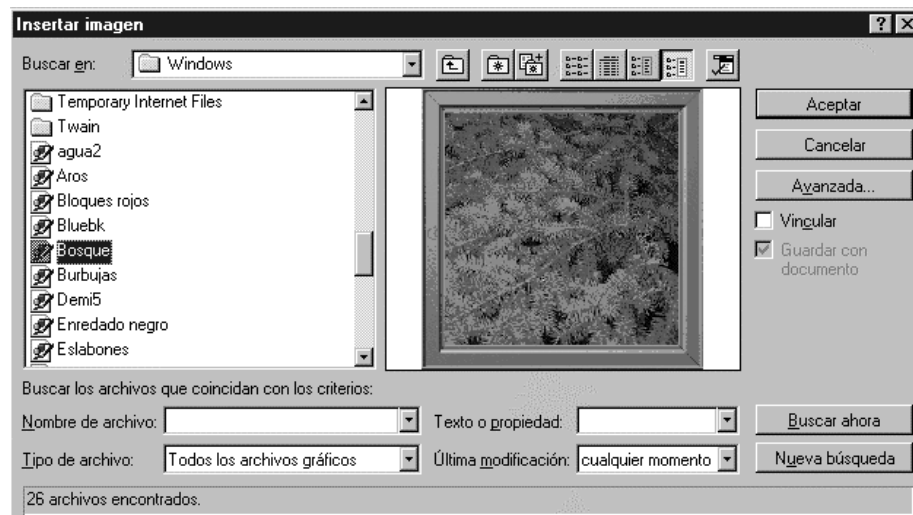 Insertar imagen
Buscar en: Windows
Temporary Internet Files
Twain
agua2
Aros
Bloques rojos
Bluebk
Bosque
Burbujas
Demi5
Enredado negro
Eslabones
Aceptar
Cancelar
Avanzada...
Vincular
Guardar con
documento
Buscar los archivos que coincidan con los criterios:
Nombre de archivo: Texto o propiedad: Buscar ahora
Tipo de archivo: Todos los archivos gráficos Última modificación: cualquier momento Nueva búsqueda
26 archivos encontrados.